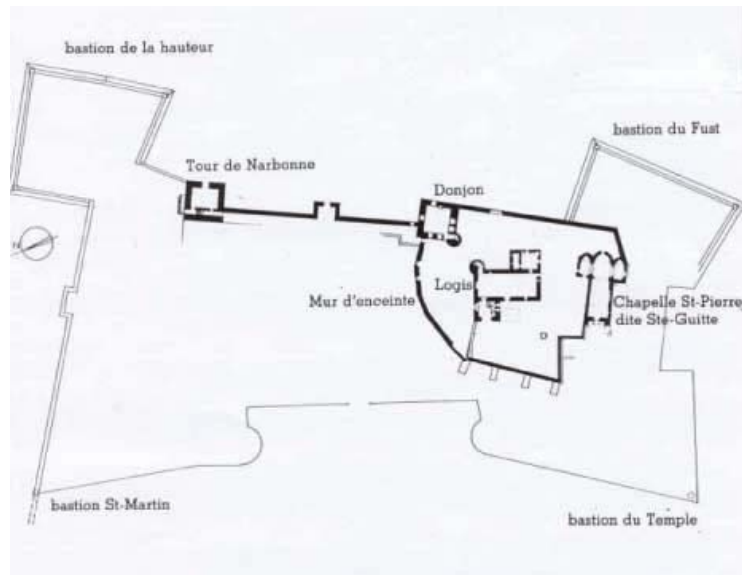 bastion de la hauteur
bastion du Fust
Tour de Narbonne
Donjon
Logis
Mur d'enceinte
Chapelle St-Pierre
dite Ste-Guitte
bastion St-Martin
bastion du Temple